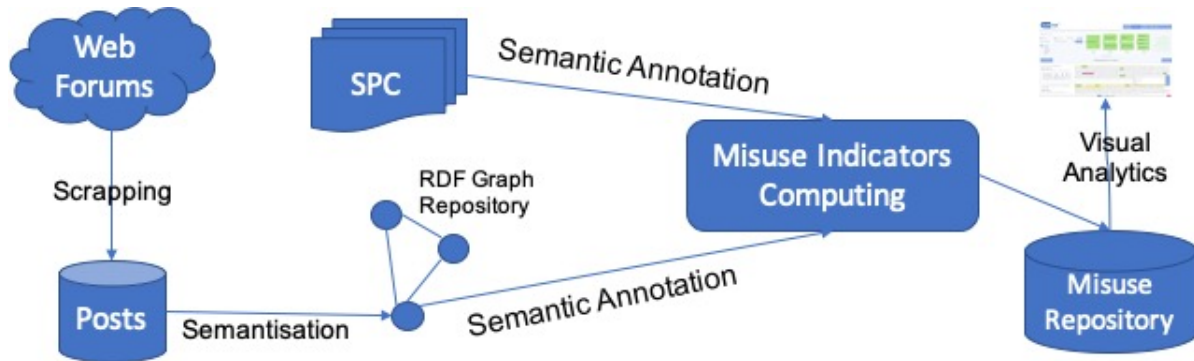 Web
Forums
SPC
Semantic Annotation
Scrapping
RDF Graph
Repository
Misuse Indicators
Computing
Visual
Analytics
Posts
Semantisation
Semantic Annotation
Misuse
Repository